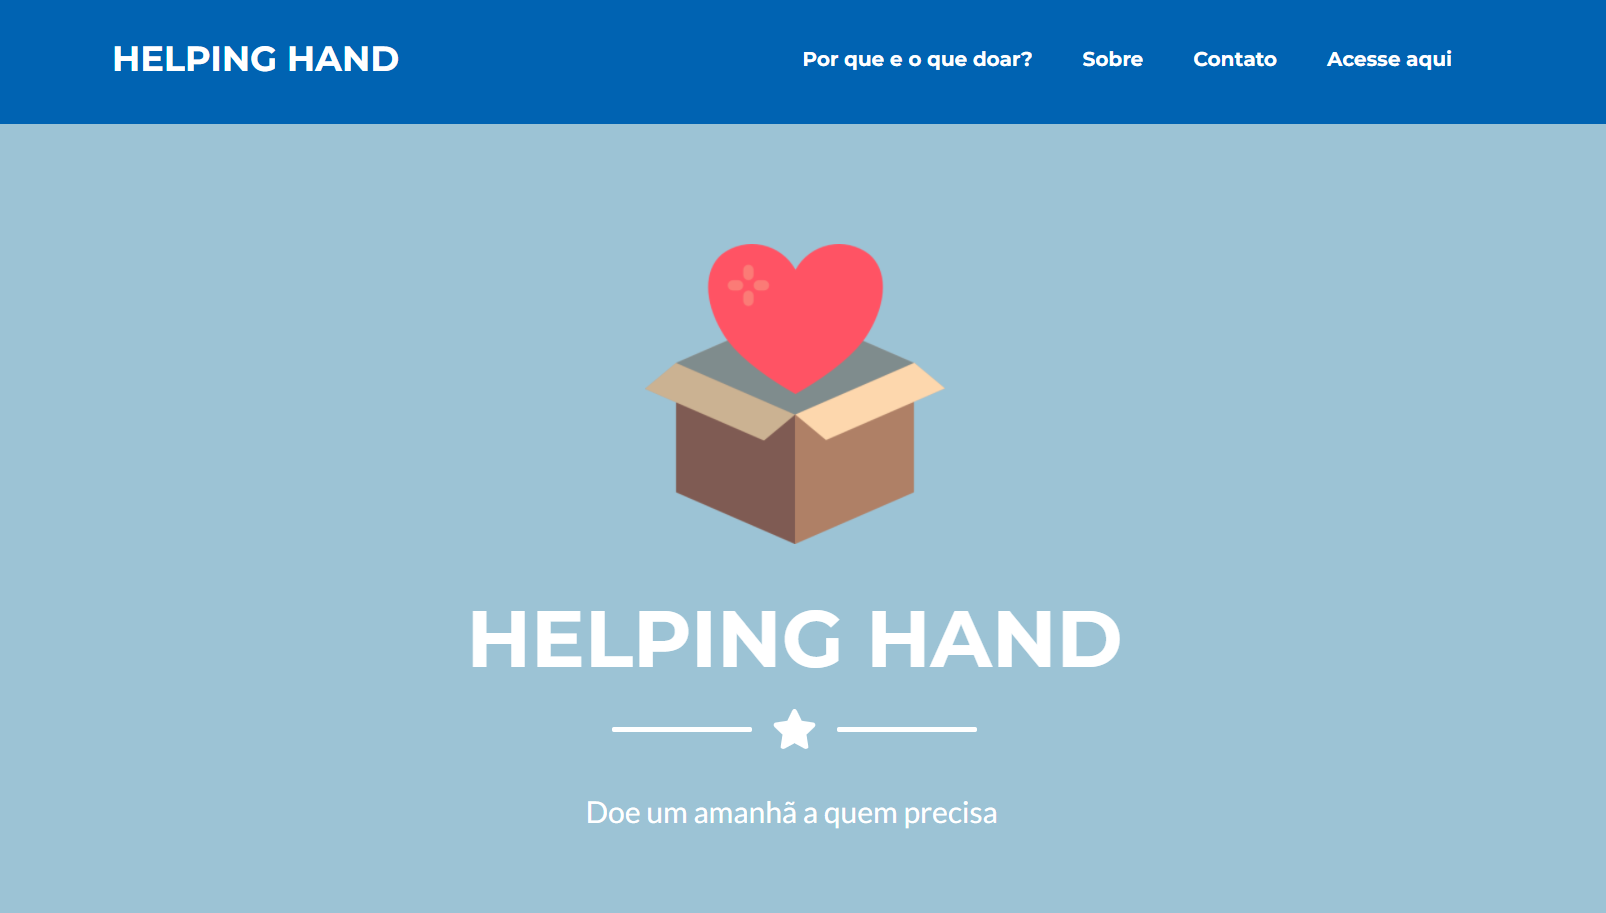 HELPING HAND
Por que e o que doar? Sobre Contato Acesse aqui
HELPING HAND
Doe um amanhã a quem precisa